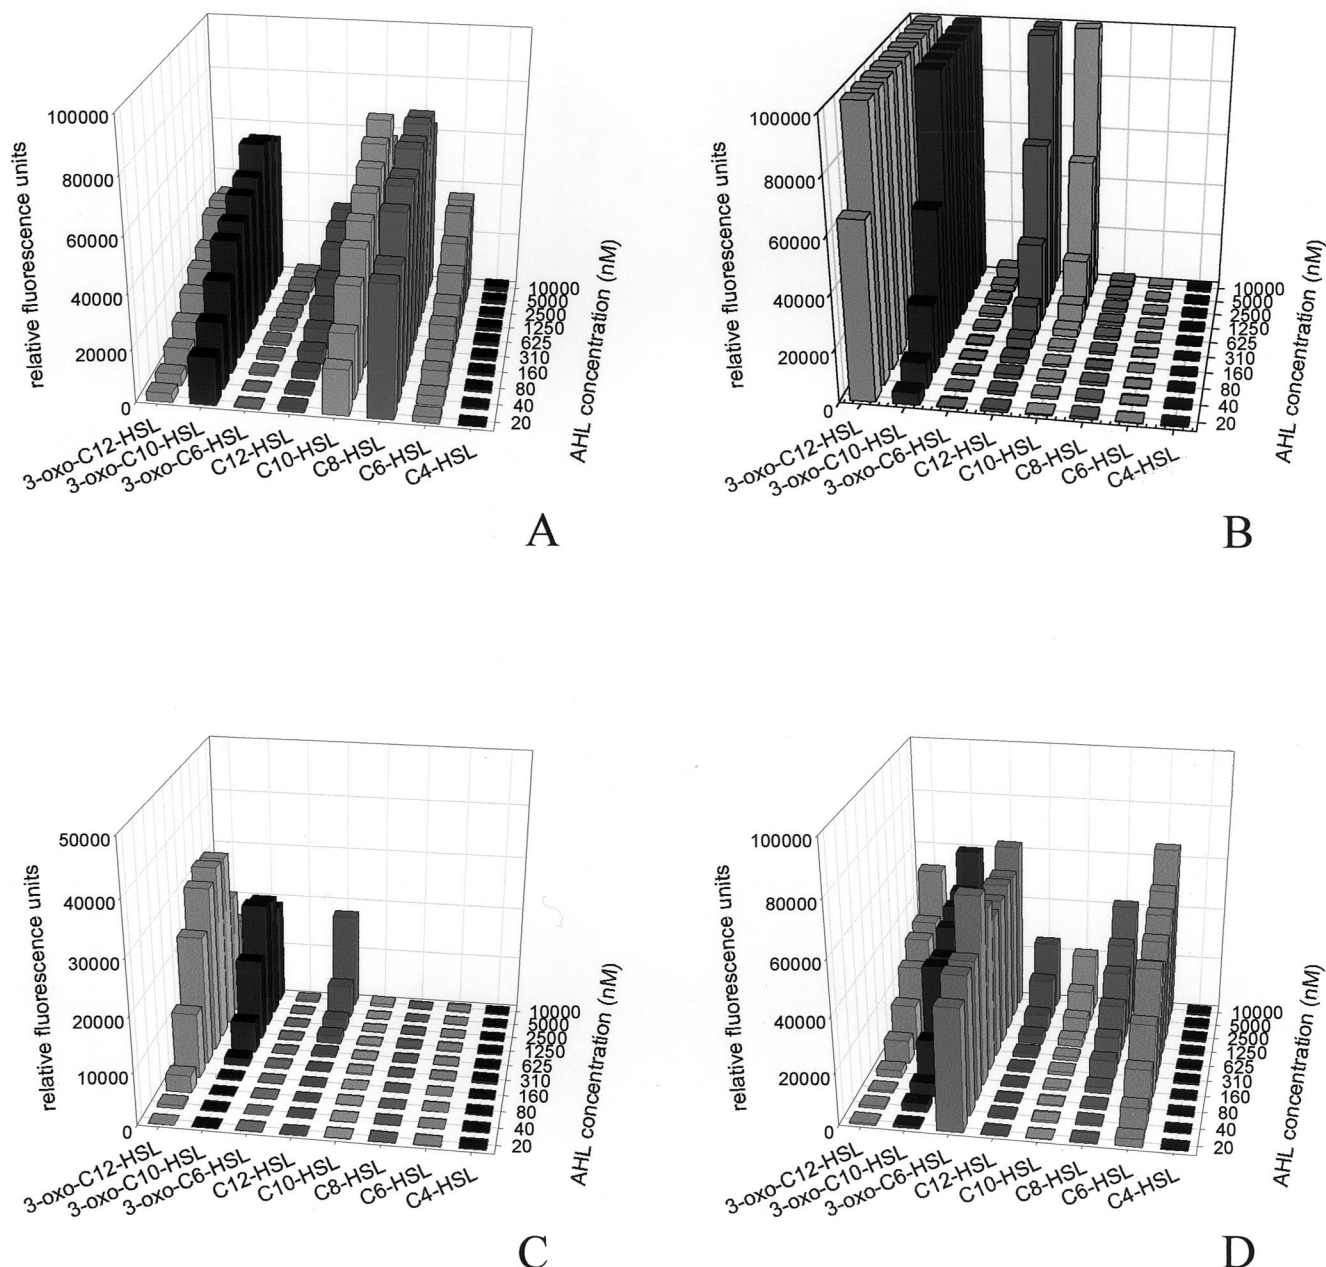 relative fluorescence units
100000
80000
60000
40000
20000
0
3-oxo-C12-HSL
3-oxo-C10-HSL
3-oxo-C6-HSL
C12-HSL
C10-HSL
C8-HSL
C6-HSL
C4-HSL
10000
5000
2500
1250
625
310
160
80
40
20
AHL concentration (nM)
A
relative fluorescence units
100000
80000
60000
40000
20000
0
3-oxo-C12-HSL
3-oxo-C10-HSL
3-oxo-C6-HSL
C12-HSL
C10-HSL
C8-HSL
C6-HSL
C4-HSL
10000
5000
2500
1250
625
310
160
80
40
20
AHL concentration (nM)
B
relative fluorescence units
50000
40000
30000
20000
10000
0
3-oxo-C12-HSL
3-oxo-C10-HSL
3-oxo-C6-HSL
C12-HSL
C10-HSL
C8-HSL
C6-HSL
C4-HSL
10000
5000
2500
1250
625
310
160
80
40
20
AHL concentration (nM)
C
relative fluorescence units
100000
80000
60000
40000
20000
0
3-oxo-C12-HSL
3-oxo-C10-HSL
3-oxo-C6-HSL
C12-HSL
C10-HSL
C8-HSL
C6-HSL
C4-HSL
10000
5000
2500
1250
625
310
160
80
40
20
AHL concentration (nM)
D